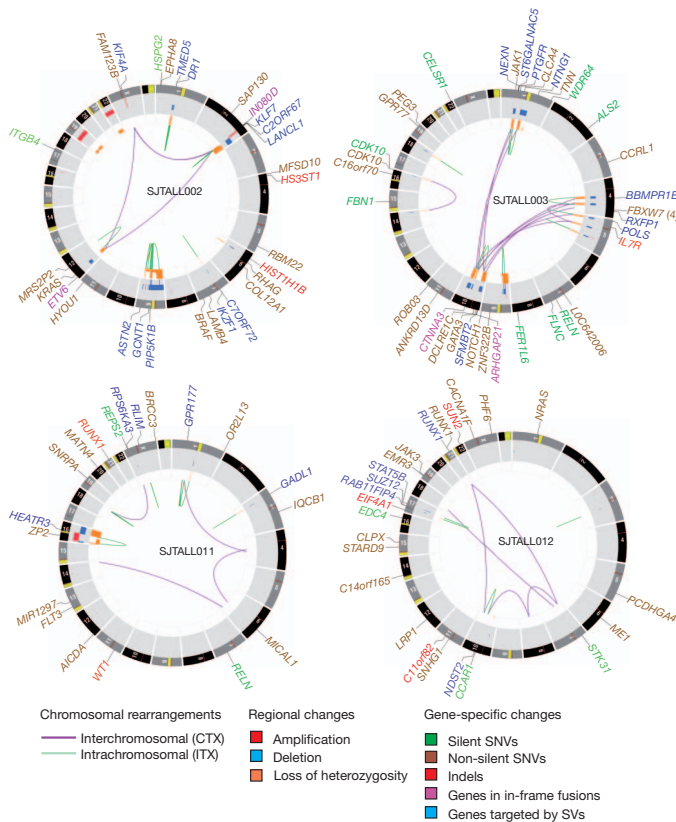 FAM123B
KIF4A
HSPG2
EPHA8
TMED5
DR1
SAP130
IN080D
KLF7
C2ORF67
LANCL1
MFSD10
HS3ST1
RBM22
HIST1H1B
RHAG
COL12A1
C7ORF72
IKZF1
LAMB4
BRAF
PIP5K1B
GCNT1
ASTN2
HYOU1
ETV6
KRAS
MRS2P2
ITGB4
SJTALL002
CELSR1
NEXN
JAK1
ST6GALNAC5
PTGFR
CLCA4
NTNG1
TNN
WDR64
ALS2
CCRL1
BBMPR1B
FBXW7 (4)
RXFP1
POLS
IL7R
LOC642006
RELN
FLNC
FER1L6
ARHGAP21
ZNF322B
NOTCH1
SFMBT2
GATA3
DCLRE1C
CTNNA3
ANKRD13D
ROB03
FBN1
C16orf70
CDK10
CDK10
GPR77
PEG3
SJTALL003
SNRPA
MATN4
RUNX1
REPS2
RPS6KA3
RLIM
BRCC3
GPR177
OR2L13
GADL1
IQCB1
MICAL1
RELN
WT1
AICDA
FLT3
MIR1297
ZP2
HEATR3
SJTALL011
JAK3
EMR3
RUNX1
RUNX1
SUN2
CACNA1F
PHF6
NRAS
PCDHGA4
ME1
STK31
CCAR1
NDST2
SNHG1
C11orf82
LRP1
C14orf165
STARD9
CLPX
EDC4
EIF4A1
RAB11FIP4
SUZ12
STAT5B
SJTALL012
Chromosomal rearrangements
Interchromosomal (CTX)
Intrachromosomal (ITX)
Regional changes
Amplification
Deletion
Loss of heterozygosity
Gene-specific changes
Silent SNVs
Non-silent SNVs
Indels
Genes in in-frame fusions
Genes targeted by SVs